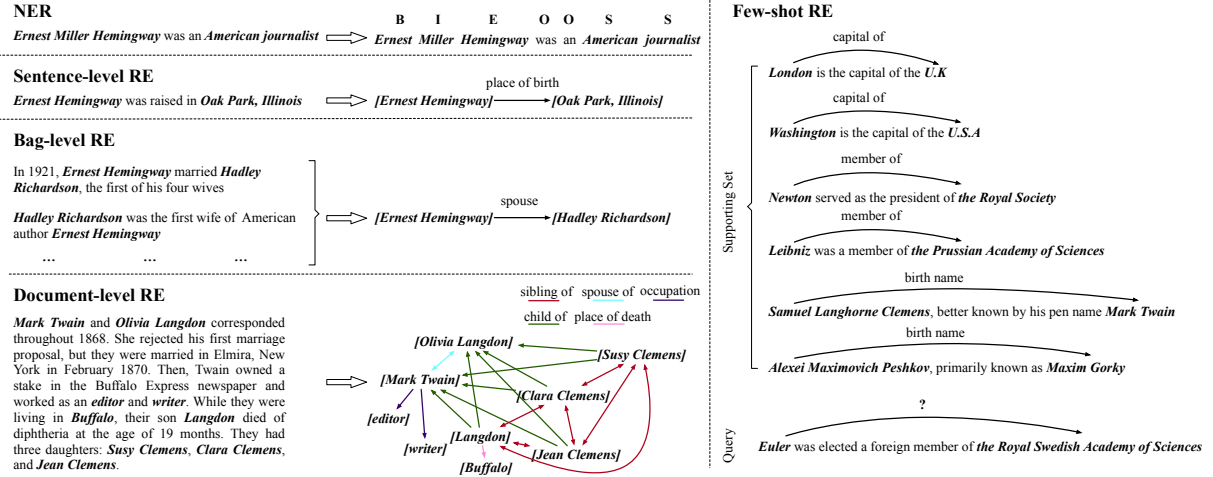 NER
B I E O O S S
Ernest Miller Hemingway was an American journalist
Ernest Miller Hemingway was an American journalist
Sentence-level RE
place of birth
Ernest Hemingway was raised in Oak Park, Illinois
[Ernest Hemingway]
[Oak Park, Illinois]
Bag-level RE
In 1921, Ernest Hemingway married Hadley
Richardson, the first of his four wives
Hadley Richardson was the first wife of American
author Ernest Hemingway
... ... ...
spouse
[Ernest Hemingway]
[Hadley Richardson]
Document-level RE
Mark Twain and Olivia Langdon corresponded
throughout 1868. She rejected his first marriage
proposal, but they were married in Elmira, New
York in February 1870. Then, Twain owned a
stake in the Buffalo Express newspaper and
worked as an editor and writer. While they were
living in Buffalo, their son Langdon died of
diphtheria at the age of 19 months. They had
three daughters: Susy Clemens, Clara Clemens,
and Jean Clemens.
sibling of spouse of occupation
child of place of death
[Olivia Langdon]
[Susy Clemens]
[Mark Twain]
[Clara Clemens]
[editor]
[Langdon]
[writer]
[Jean Clemens]
[Buffalo]
Few-shot RE
Supporting Set
capital of
London is the capital of the U.K
capital of
Washington is the capital of the U.S.A
member of
Newton served as the president of the Royal Society
member of
Leibniz was a member of the Prussian Academy of Sciences
birth name
Samuel Langhorne Clemens, better known by his pen name Mark Twain
birth name
Alexei Maximovich Peshkov, primarily known as Maxim Gorky
Query
?
Euler was elected a foreign member of the Royal Swedish Academy of Sciences